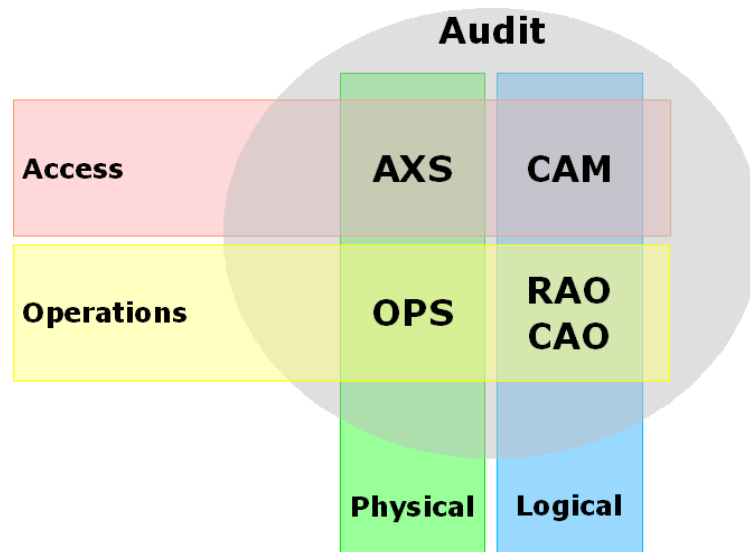 Audit
Access
AXS
CAM
Operations
OPS
RAO
CAO
Physical
Logical